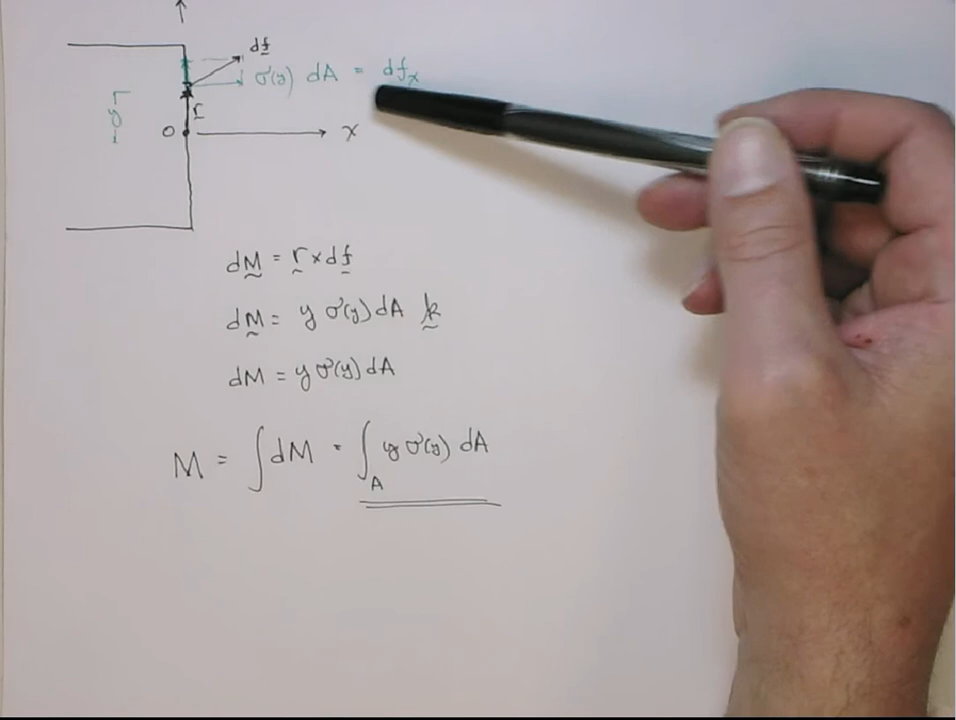 df
σ(y) dA = dfx
r
O
x
dM = r x df
dM = y σ(y) dA k
dM = y σ(y) dA
M = ∫ dM = ∫A y σ(y) dA